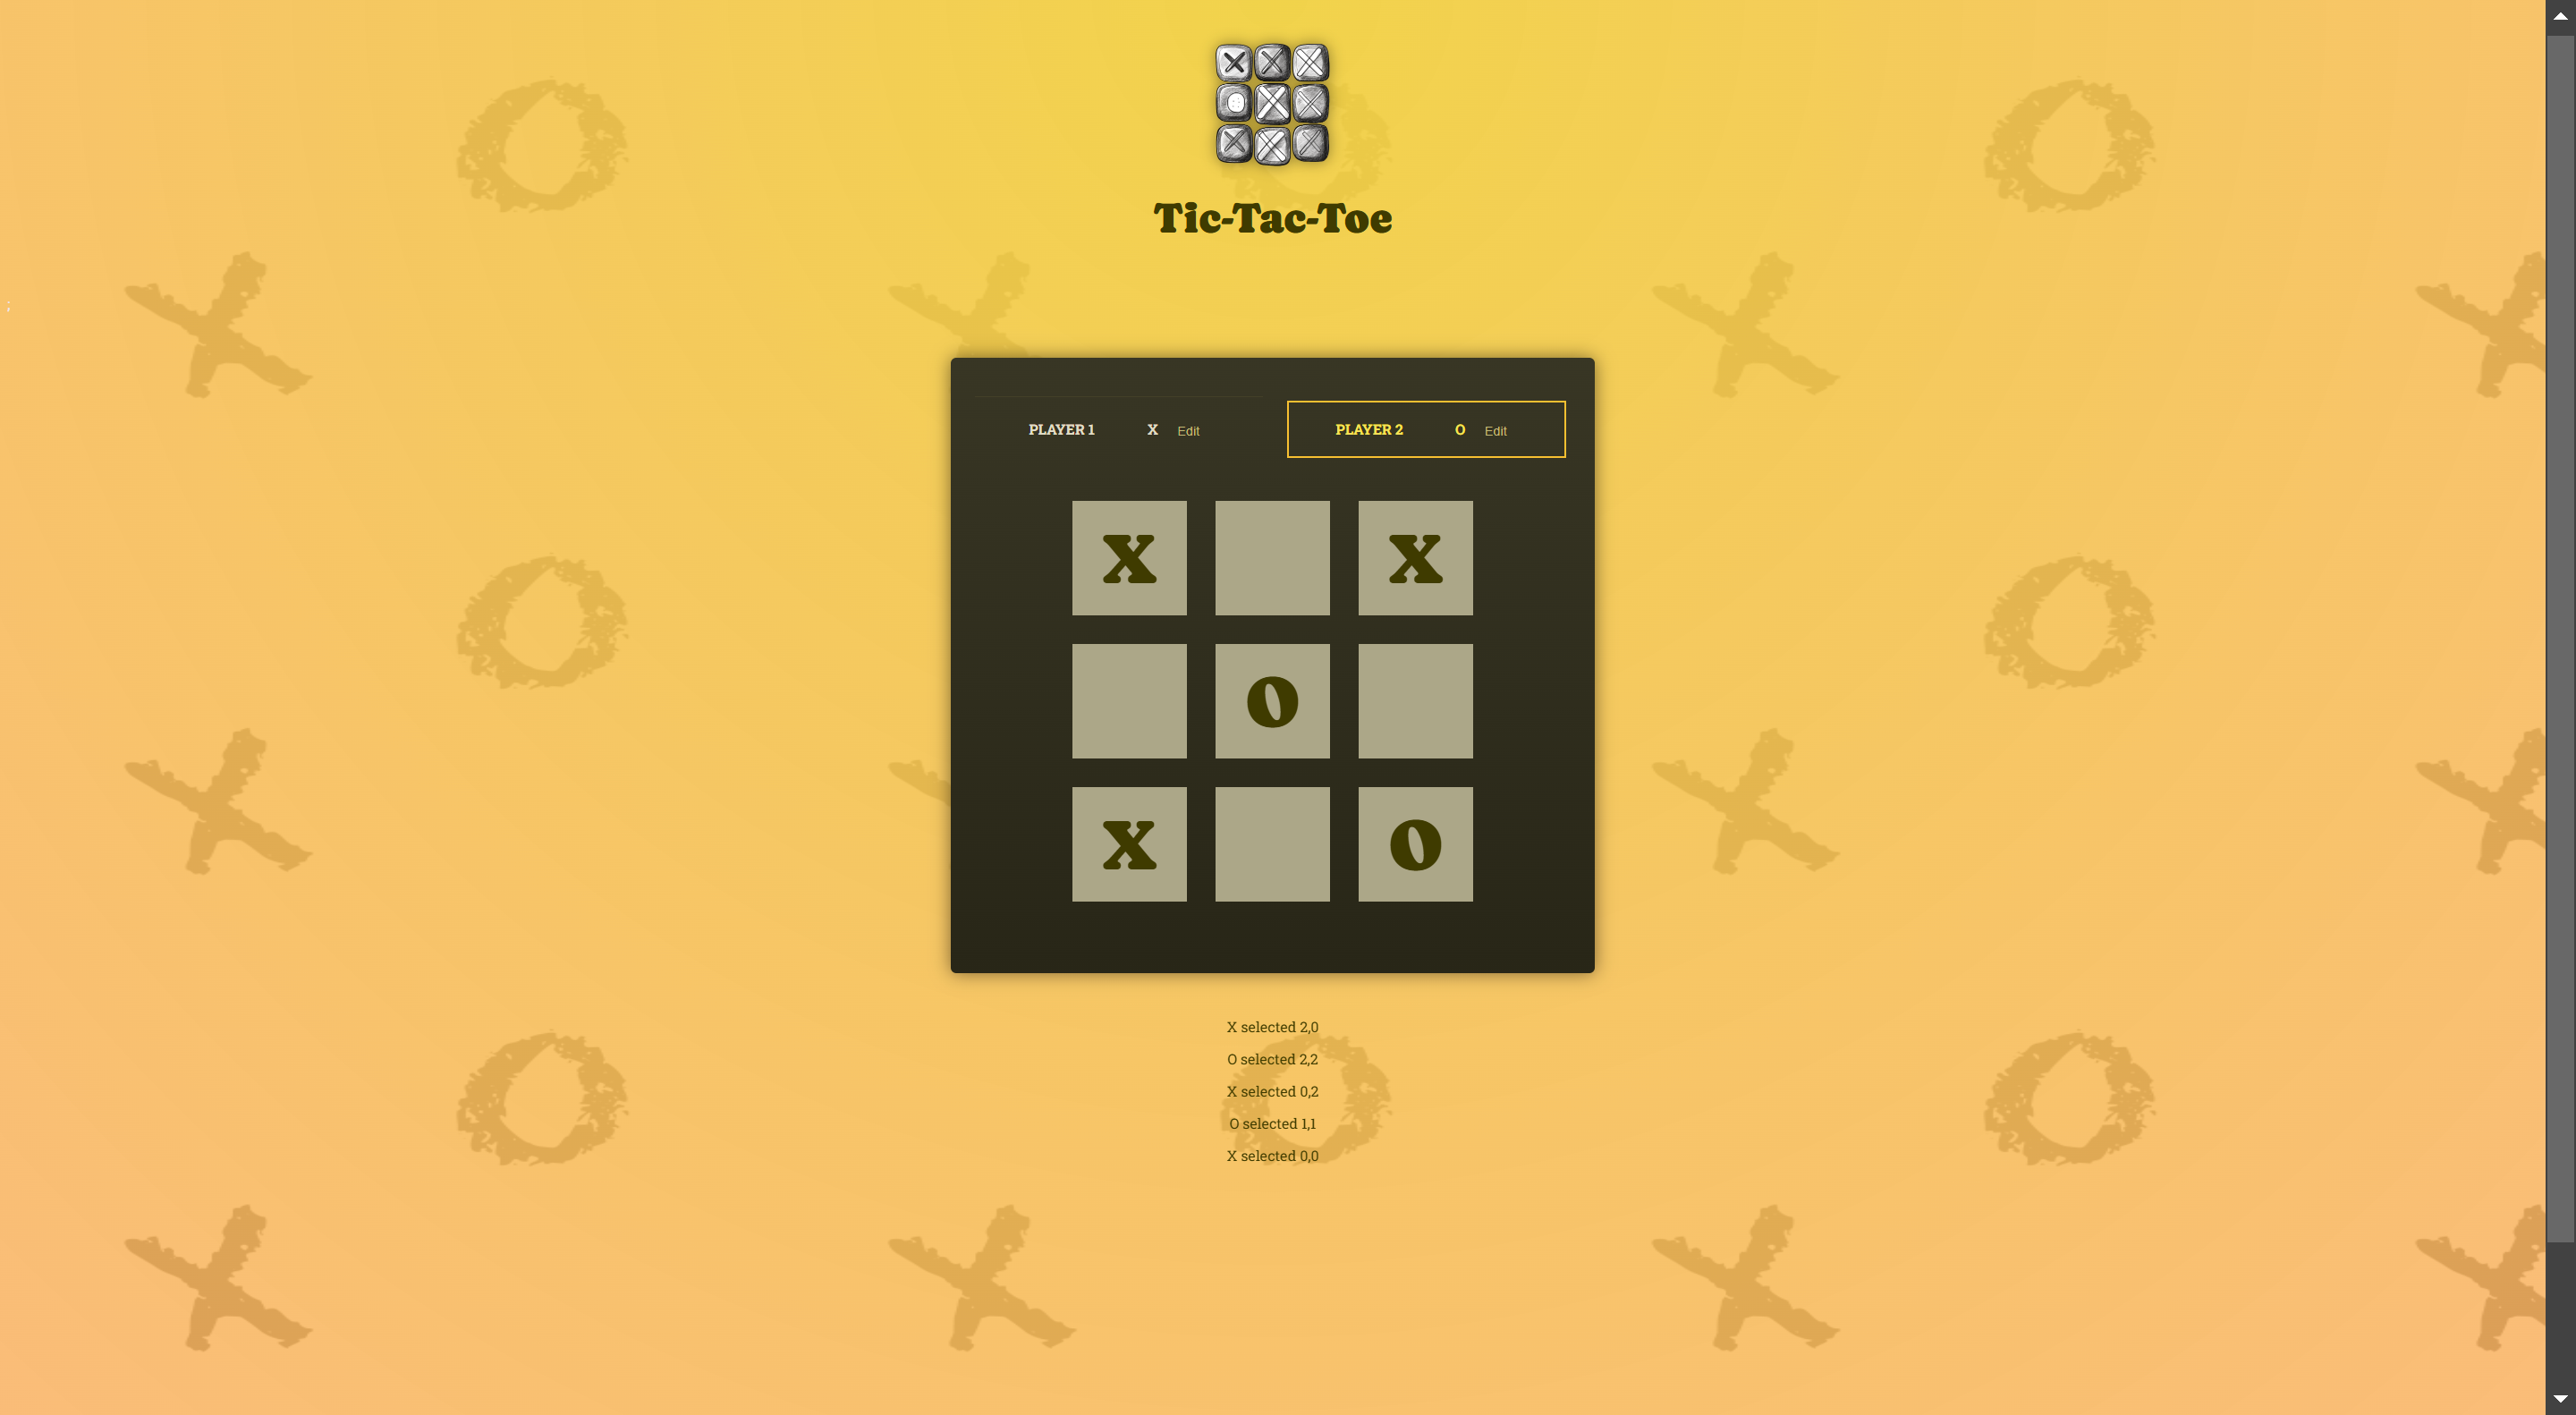 Tic-Tac-Toe
;
PLAYER 1 X Edit PLAYER 2 O Edit
X X
O
X O
X selected 2,0
O selected 2,2
X selected 0,2
O selected 1,1
X selected 0,0